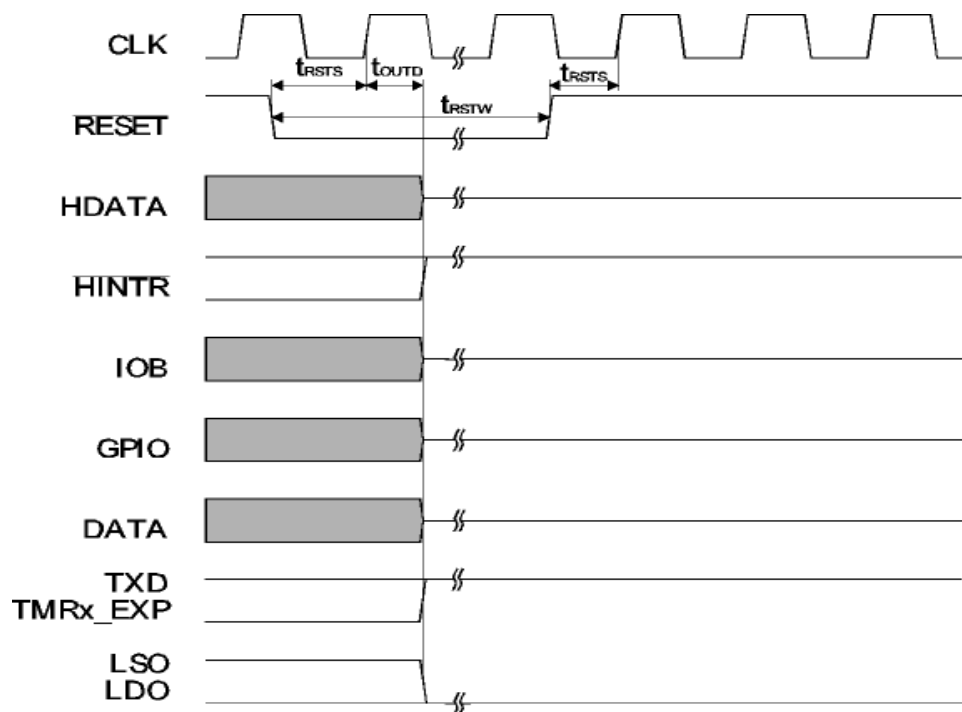 CLK
tRSTS tOUTD tRSTS
tRSTW
RESET
HDATA
HINTR
IOB
GPIO
DATA
TXD
TMRx_EXP
LSO
LDO